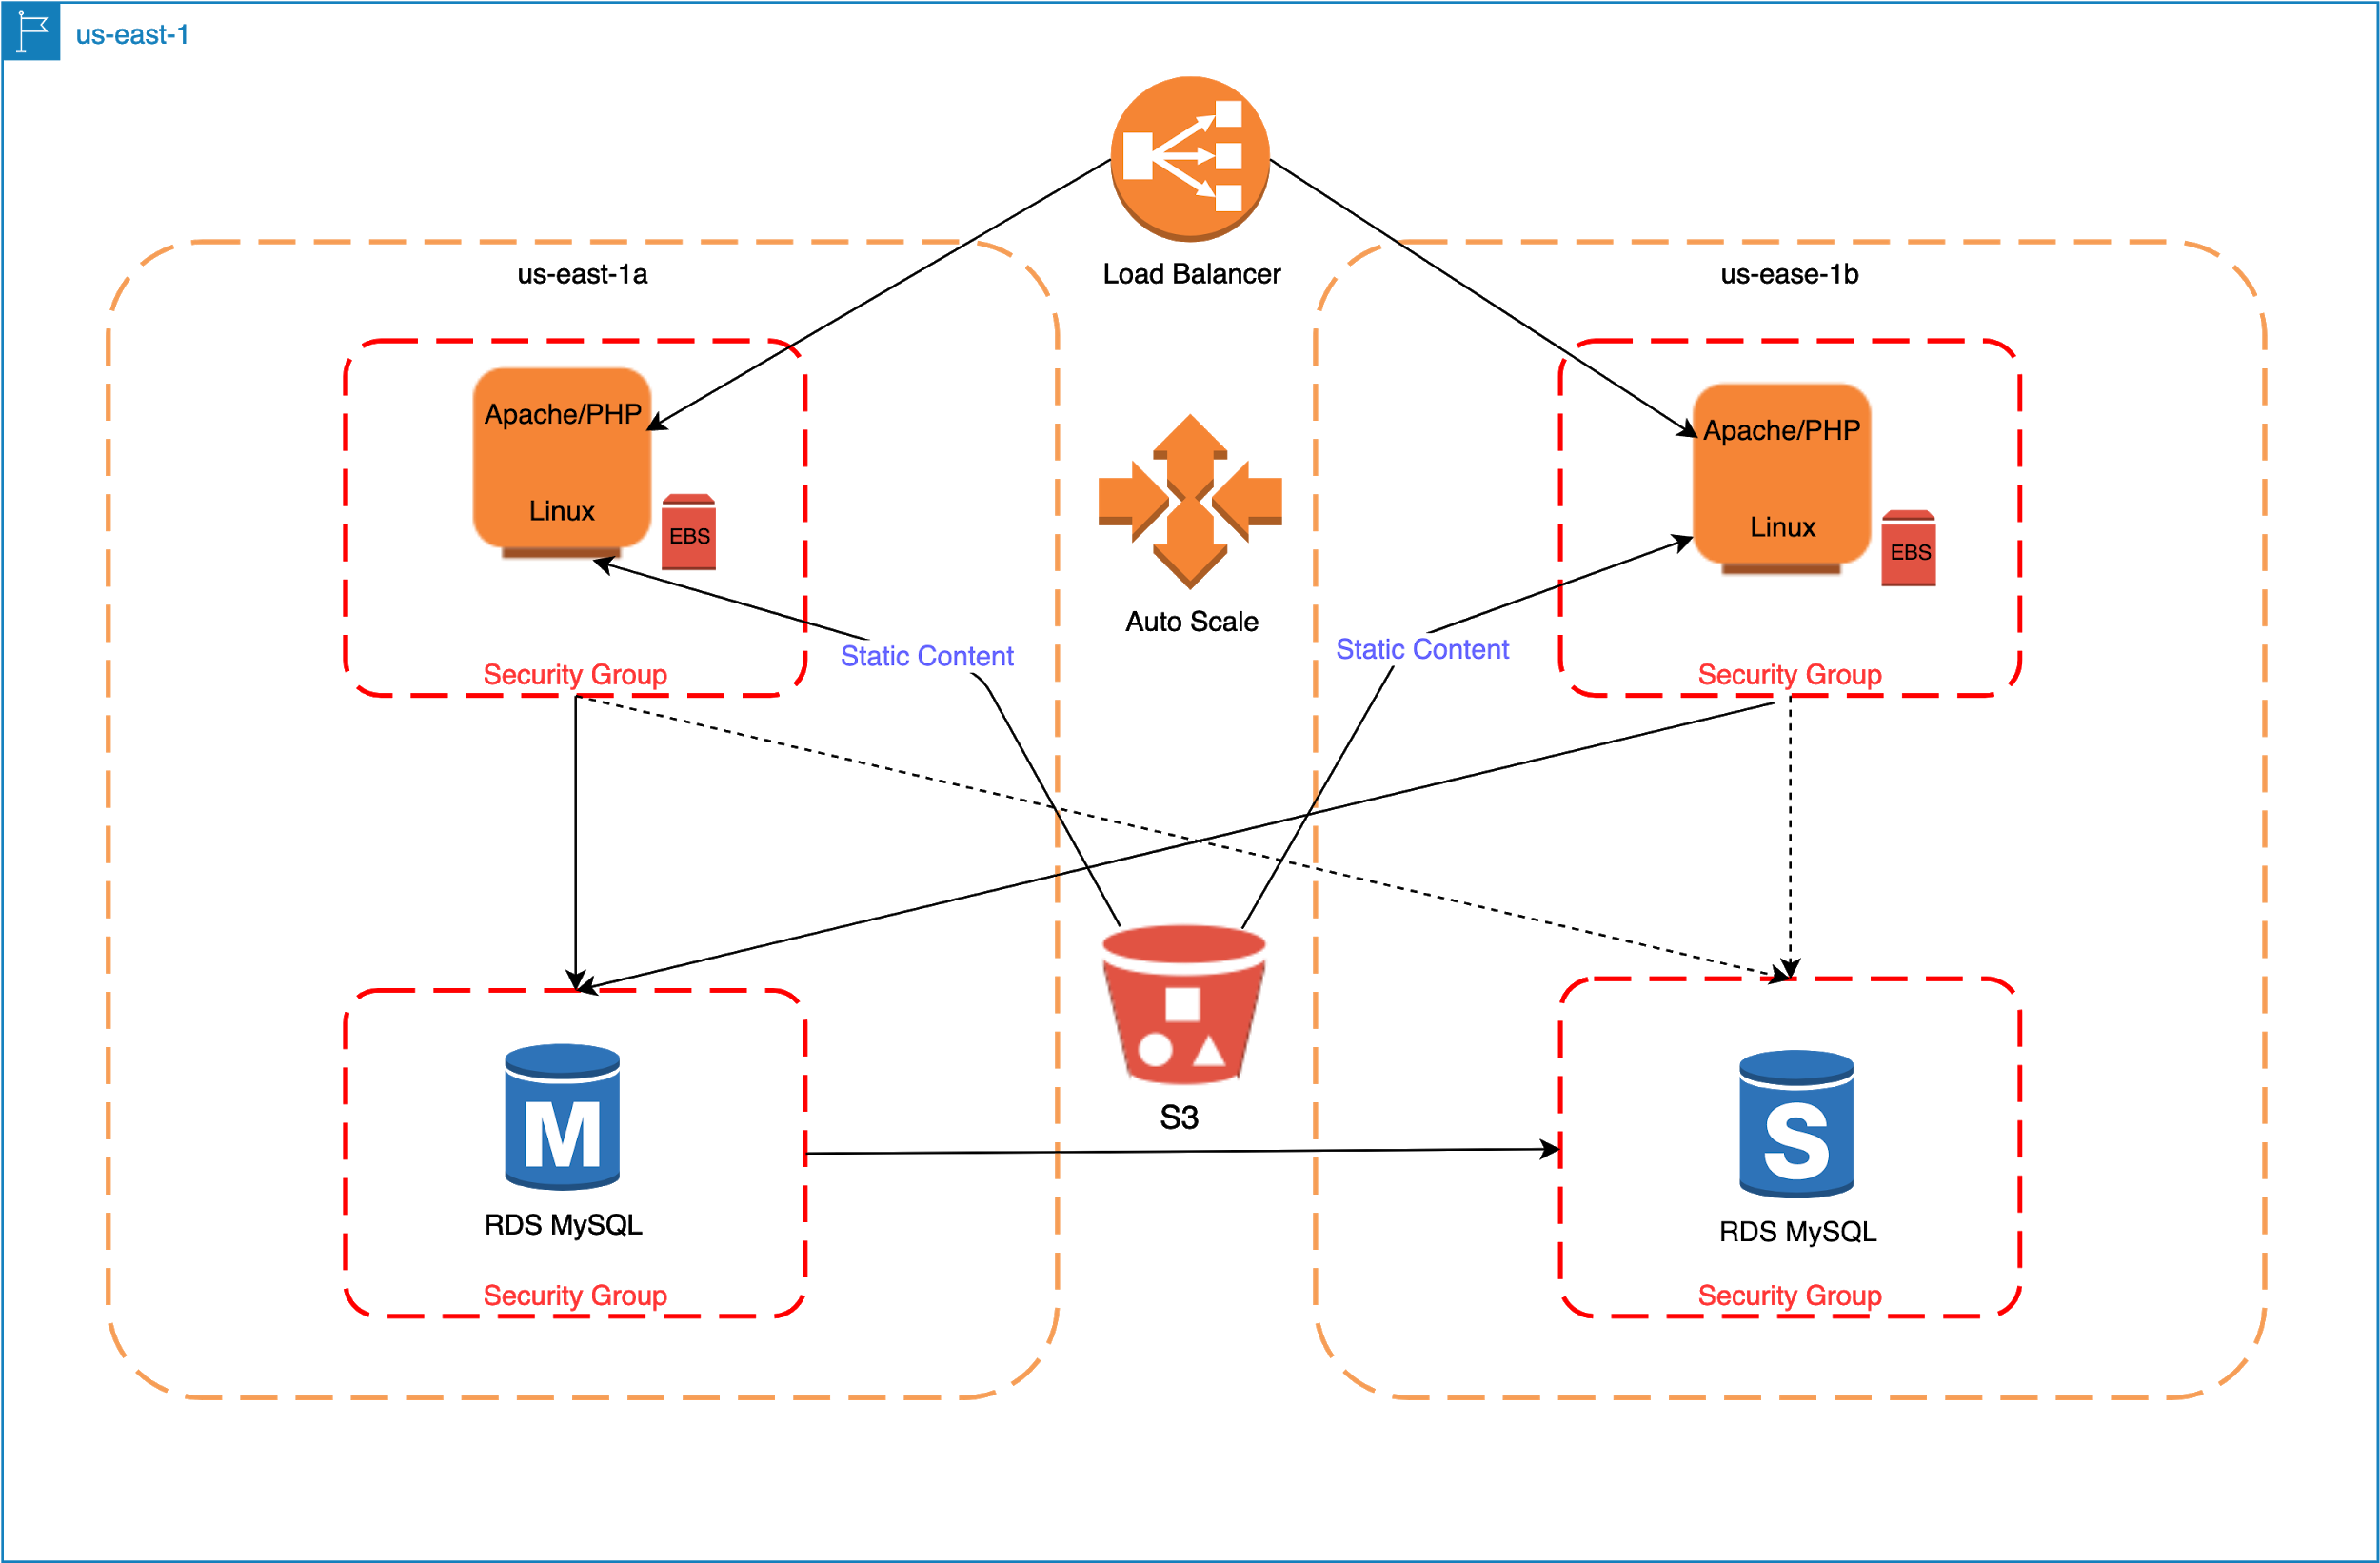 us-east-1
Load Balancer
us-east-1a
us-ease-1b
Apache/PHP
Linux
EBS
Security Group
Auto Scale
Apache/PHP
Linux
EBS
Security Group
Static Content
Static Content
S3
M
RDS MySQL
Security Group
S
RDS MySQL
Security Group